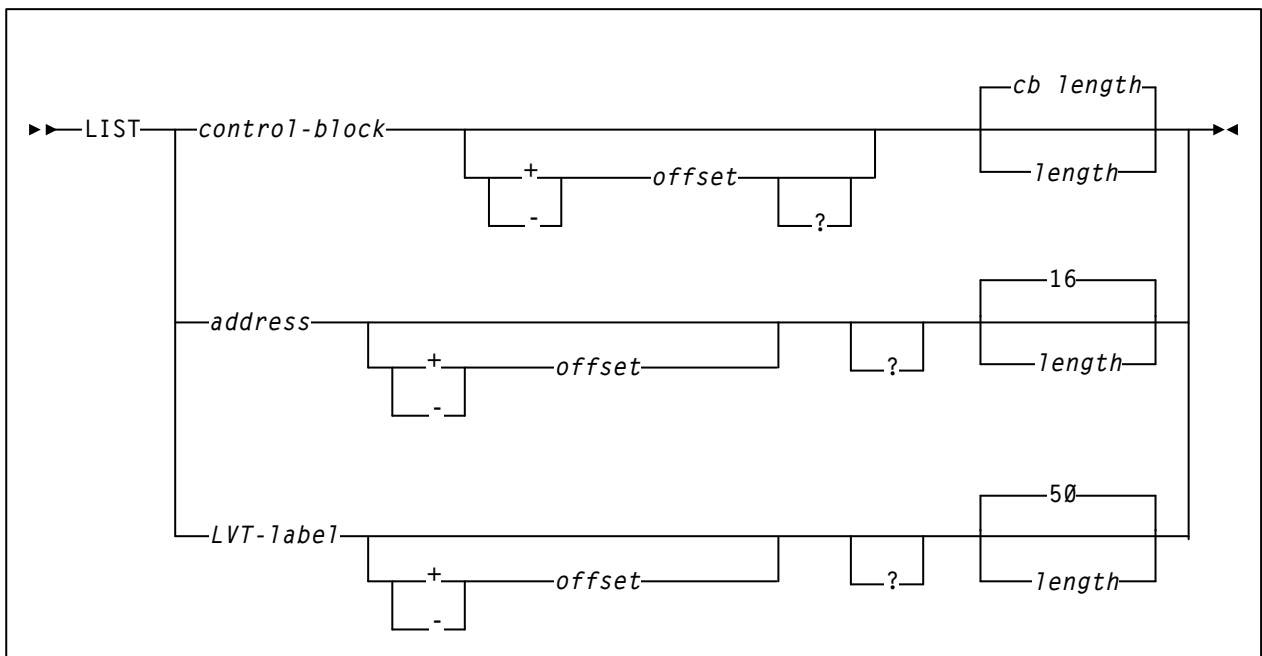 cb length
►►—LIST—control-block—+—offset—?—length—►◄
-
16
address—+—offset—?—length
-
5Ø
LVT-label—+—offset—?—length
-